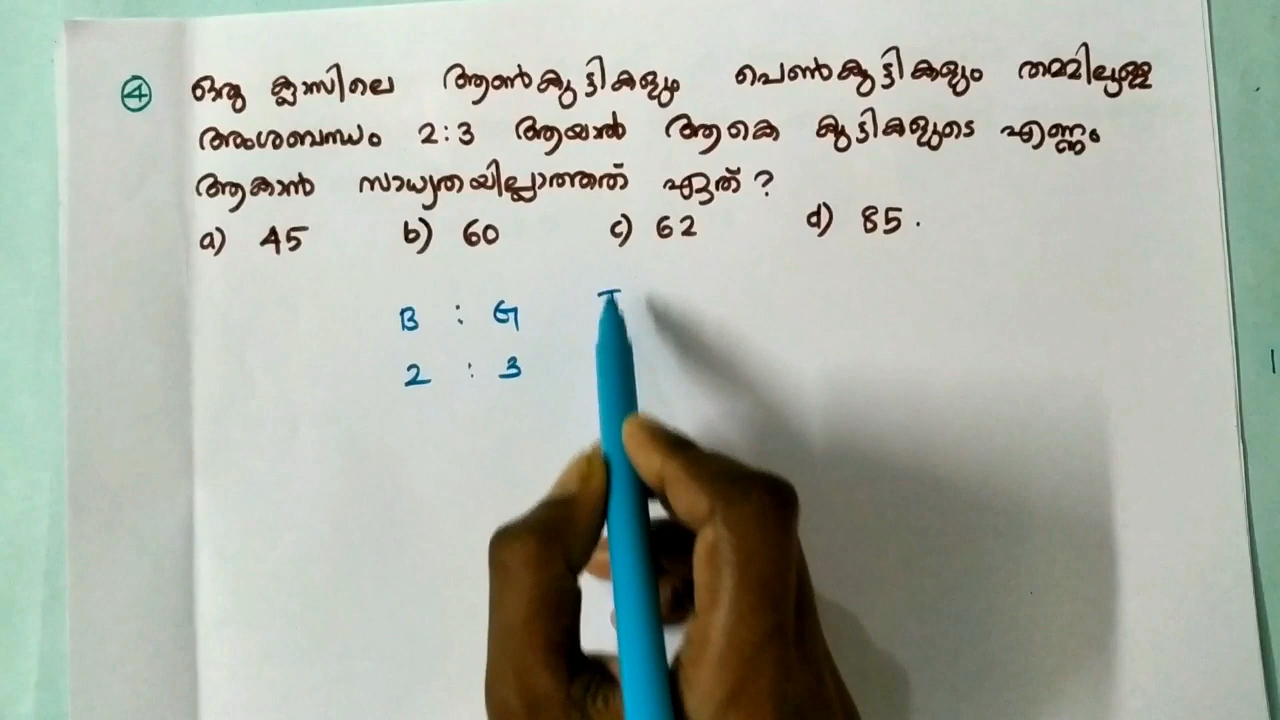 ④ ഒരു ക്ലാസിലെ ആൺകുട്ടികളും പെൺകുട്ടികളും തമ്മിലുള്ള
അംശബന്ധം 2:3 ആയാൽ ആകെ കുട്ടികളുടെ എണ്ണം
ആകാൻ സാധ്യതയില്ലാത്തത് ഏത് ?
a) 45 b) 60 c) 62 d) 85 .
B : G T
2 : 3